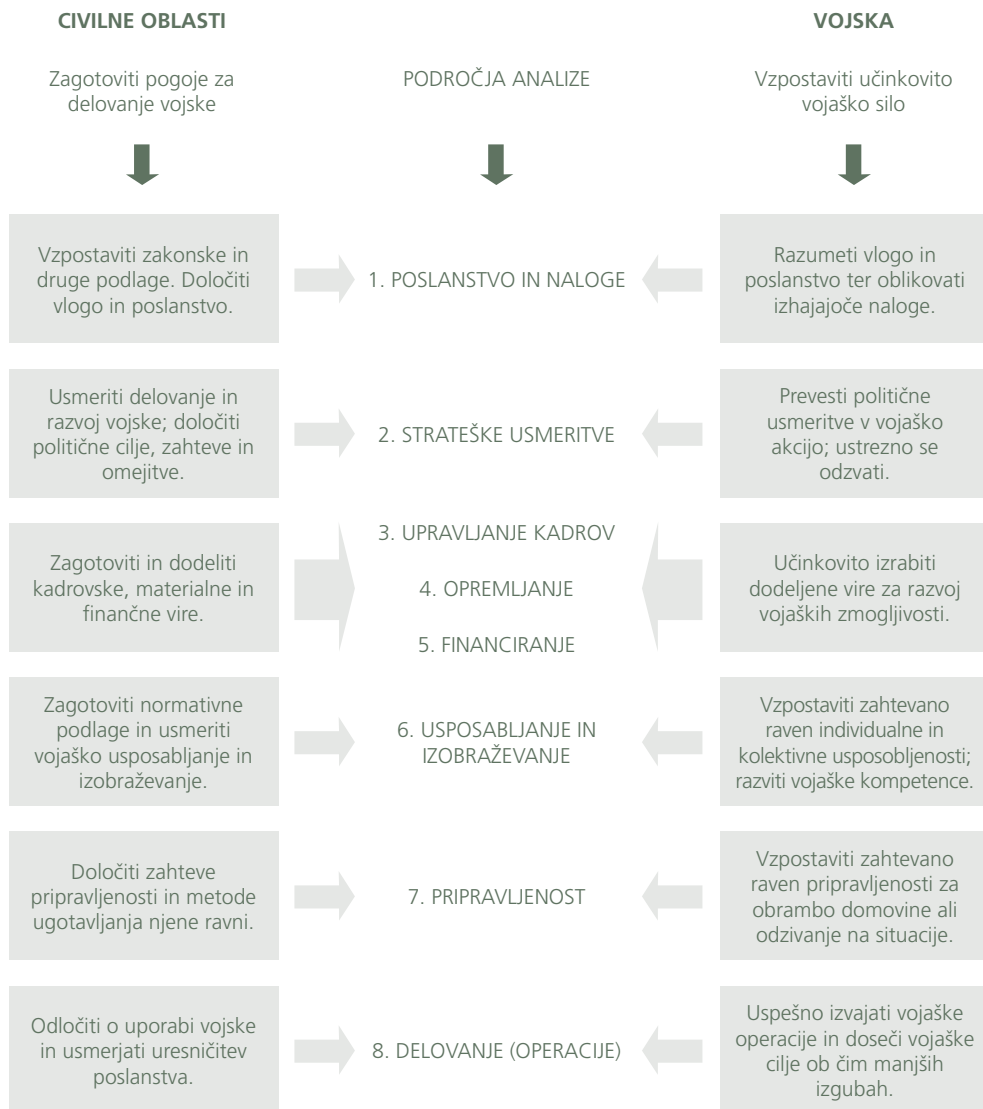 CIVILNE OBLASTI
VOJSKA
Zagotoviti pogoje za
delovanje vojske
PODROČJA ANALIZE
Vzpostaviti učinkovito
vojaško silo
Vzpostaviti zakonske in
druge podlage. Določiti
vlogo in poslanstvo.
1. POSLANSTVO IN NALOGE
Razumeti vlogo in
poslanstvo ter oblikovati
izhajajoče naloge.
Usmeriti delovanje in
razvoj vojske; določiti
politične cilje, zahteve in
omejitve.
2. STRATEŠKE USMERITVE
Prevesti politične
usmeritve v vojaško
akcijo; ustrezno se
odzvati.
Zagotoviti in dodeliti
kadrovske, materialne in
finančne vire.
3. UPRAVLJANJE KADROV
4. OPREMLJANJE
5. FINANCIRANJE
Učinkovito izrabiti
dodeljene vire za razvoj
vojaških zmogljivosti.
Zagotoviti normativne
podlage in usmeriti
vojaško usposabljanje in
izobraževanje.
6. USPOSABLJANJE IN
IZOBRAŽEVANJE
Vzpostaviti zahtevano
raven individualne in
kolektivne usposobljenosti;
razviti vojaške kompetence.
Določiti zahteve
pripravljenosti in metode
ugotavljanja njene ravni.
7. PRIPRAVLJENOST
Vzpostaviti zahtevano
raven pripravljenosti za
obrambo domovine ali
odzivanje na situacije.
Odločiti o uporabi vojske
in usmerjati uresničitev
poslanstva.
8. DELOVANJE (OPERACIJE)
Uspešno izvajati vojaške
operacije in doseči vojaške
cilje ob čim manjših
izgubah.